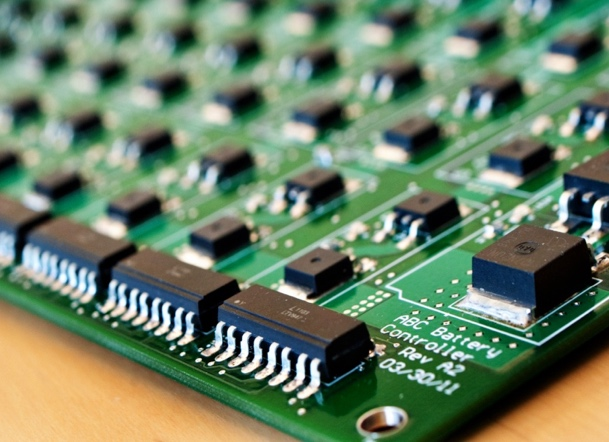 ABC Battery
Controller
Rev A2
03/30/11